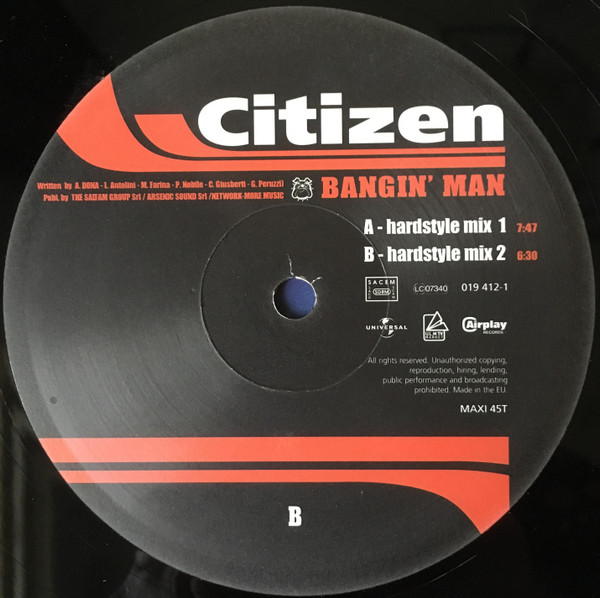 Citizen
Written by A. DONA - L. Antolini - M. Farina - P. Nobile - C. Giusberti - G. Peruzzi)
Publ. by THE SAIFAM GROUP Srl / ARSENIC SOUND Srl /NETWORK-MORE MUSIC
BANGIN' MAN
A - hardstyle mix 1 7:47
B - hardstyle mix 2 6:30
SACEM
SDRM
LC07340 019 412-1
UNIVERSAL
Airplay
RECORDS
All rights reserved. Unauthorized copying,
reproduction, hiring, lending,
public performance and broadcasting
prohibited. Made in the EU.
MAXI 45T
B